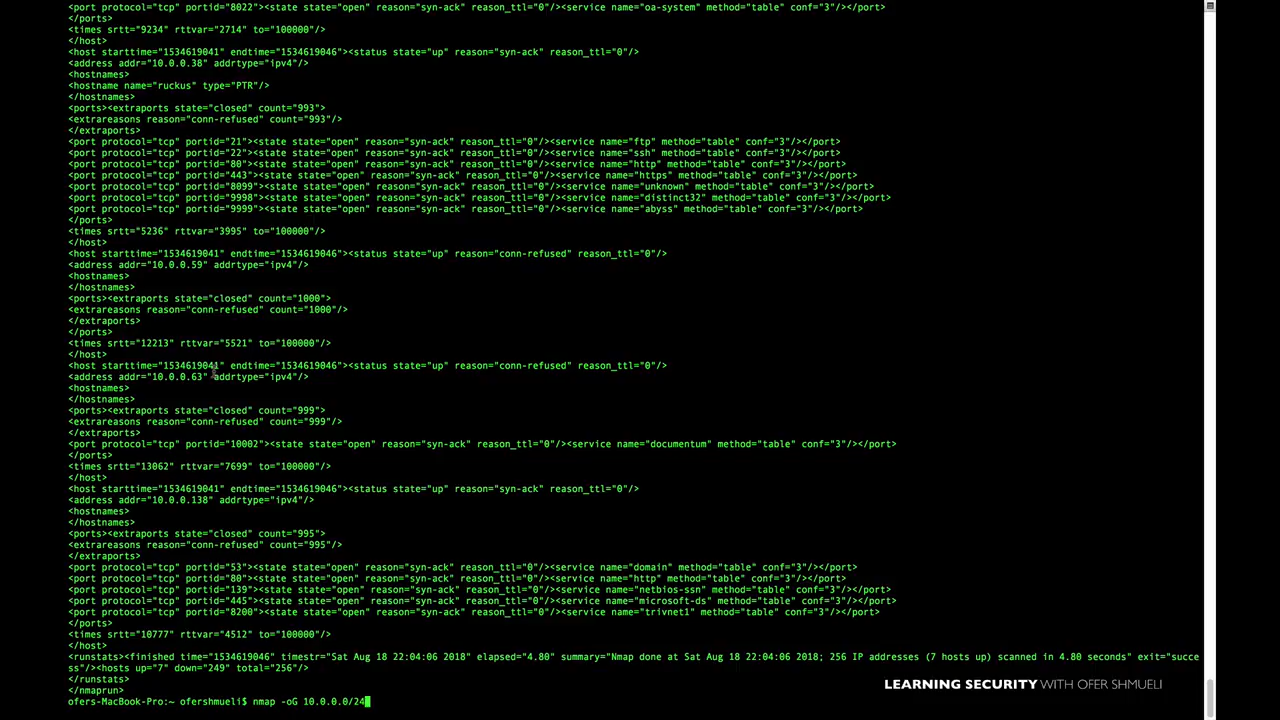 <port protocol="tcp" portid="8022"><state state="open" reason="syn-ack" reason_ttl="0"/><service name="oa-system" method="table" conf="3"/></port>
</ports>
<times srtt="9234" rttvar="2714" to="100000"/>
</host>
<host starttime="1534619041" endtime="1534619046"><status state="up" reason="syn-ack" reason_ttl="0"/>
<address addr="10.0.0.38" addrtype="ipv4"/>
<hostnames>
<hostname name="ruckus" type="PTR"/>
</hostnames>
<ports><extraports state="closed" count="993">
<extrareasons reason="conn-refused" count="993"/>
</extraports>
<port protocol="tcp" portid="21"><state state="open" reason="syn-ack" reason_ttl="0"/><service name="ftp" method="table" conf="3"/></port>
<port protocol="tcp" portid="22"><state state="open" reason="syn-ack" reason_ttl="0"/><service name="ssh" method="table" conf="3"/></port>
<port protocol="tcp" portid="80"><state state="open" reason="syn-ack" reason_ttl="0"/><service name="http" method="table" conf="3"/></port>
<port protocol="tcp" portid="443"><state state="open" reason="syn-ack" reason_ttl="0"/><service name="https" method="table" conf="3"/></port>
<port protocol="tcp" portid="8099"><state state="open" reason="syn-ack" reason_ttl="0"/><service name="unknown" method="table" conf="3"/></port>
<port protocol="tcp" portid="9998"><state state="open" reason="syn-ack" reason_ttl="0"/><service name="distinct32" method="table" conf="3"/></port>
<port protocol="tcp" portid="9999"><state state="open" reason="syn-ack" reason_ttl="0"/><service name="abyss" method="table" conf="3"/></port>
</ports>
<times srtt="5236" rttvar="3995" to="100000"/>
</host>
<host starttime="1534619041" endtime="1534619046"><status state="up" reason="conn-refused" reason_ttl="0"/>
<address addr="10.0.0.59" addrtype="ipv4"/>
<hostnames>
</hostnames>
<ports><extraports state="closed" count="1000">
<extrareasons reason="conn-refused" count="1000"/>
</extraports>
</ports>
<times srtt="12213" rttvar="5521" to="100000"/>
</host>
<host starttime="1534619041" endtime="1534619046"><status state="up" reason="conn-refused" reason_ttl="0"/>
<address addr="10.0.0.63" addrtype="ipv4"/>
<hostnames>
</hostnames>
<ports><extraports state="closed" count="999">
<extrareasons reason="conn-refused" count="999"/>
</extraports>
<port protocol="tcp" portid="10002"><state state="open" reason="syn-ack" reason_ttl="0"/><service name="documentum" method="table" conf="3"/></port>
</ports>
<times srtt="13062" rttvar="7699" to="100000"/>
</host>
<host starttime="1534619041" endtime="1534619046"><status state="up" reason="syn-ack" reason_ttl="0"/>
<address addr="10.0.0.138" addrtype="ipv4"/>
<hostnames>
</hostnames>
<ports><extraports state="closed" count="995">
<extrareasons reason="conn-refused" count="995"/>
</extraports>
<port protocol="tcp" portid="53"><state state="open" reason="syn-ack" reason_ttl="0"/><service name="domain" method="table" conf="3"/></port>
<port protocol="tcp" portid="80"><state state="open" reason="syn-ack" reason_ttl="0"/><service name="http" method="table" conf="3"/></port>
<port protocol="tcp" portid="139"><state state="open" reason="syn-ack" reason_ttl="0"/><service name="netbios-ssn" method="table" conf="3"/></port>
<port protocol="tcp" portid="445"><state state="open" reason="syn-ack" reason_ttl="0"/><service name="microsoft-ds" method="table" conf="3"/></port>
<port protocol="tcp" portid="8200"><state state="open" reason="syn-ack" reason_ttl="0"/><service name="trivnet1" method="table" conf="3"/></port>
</ports>
<times srtt="10777" rttvar="4512" to="100000"/>
</host>
<runstats><finished time="1534619046" timestr="Sat Aug 18 22:04:06 2018" elapsed="4.80" summary="Nmap done at Sat Aug 18 22:04:06 2018; 256 IP addresses (7 hosts up) scanned in 4.80 seconds" exit="succe
ss"/><hosts up="7" down="249" total="256"/>
</runstats>
</nmaprun>
ofers-MacBook-Pro:~ ofershmueli$ nmap -oG 10.0.0.0/24
LEARNING SECURITY WITH OFER SHMUELI